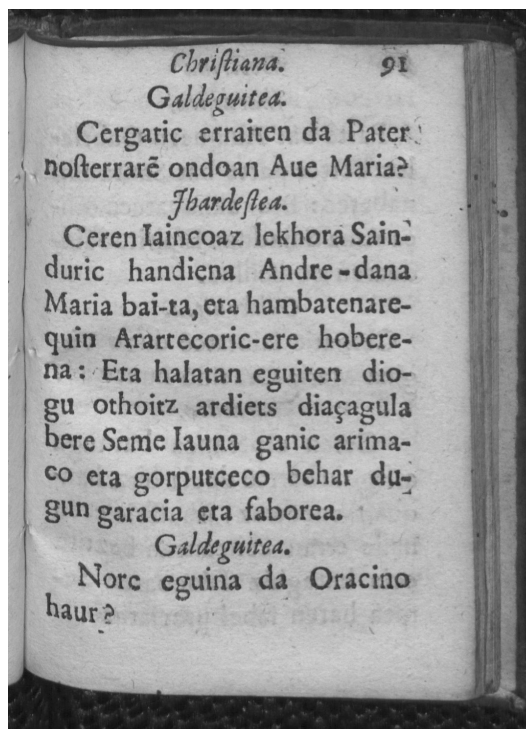 Chriſtiana. 91
Galdeguitea.
Cergatic erraiten da Pater
noſterrarẽ ondoan Aue Maria?
Jhardeſtea.
Ceren Iaincoaz lekhora Sain-
duric handiena Andre-dana
Maria bai-ta, eta hambatenare-
quin Arartecoric-ere hobere-
na: Eta halatan eguiten dio-
gu othoitz ardiets diaçagula
bere Seme Iauna ganic arima-
co eta gorputceco behar du-
gun garacia eta faborea.
Galdeguitea.
Norc eguina da Oracino
haur?